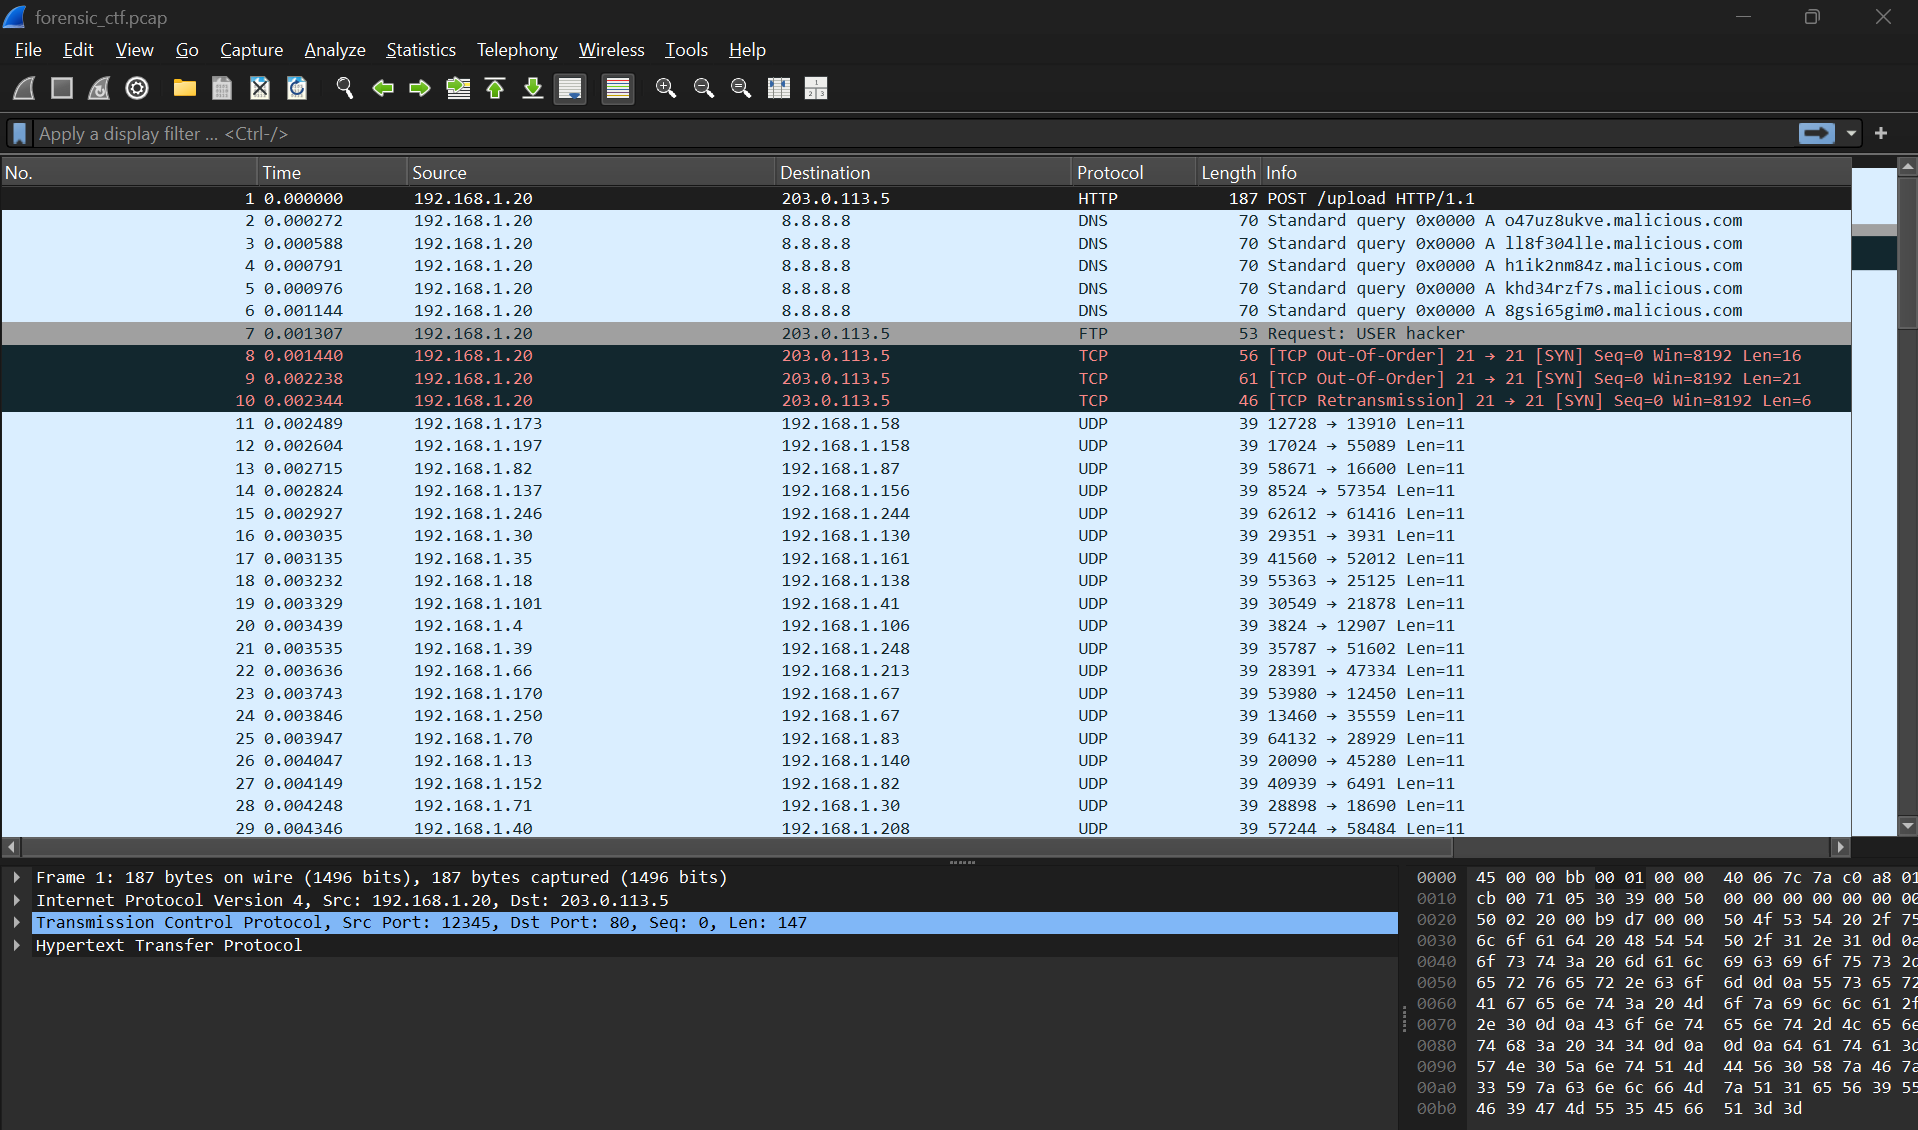 forensic_ctf.pcap
File Edit View Go Capture Analyze Statistics Telephony Wireless Tools Help
Apply a display filter ... <Ctrl-/>
No. Time Source Destination Protocol Length Info
1 0.000000 192.168.1.20 203.0.113.5 HTTP 187 POST /upload HTTP/1.1
2 0.000272 192.168.1.20 8.8.8.8 DNS 70 Standard query 0x0000 A o47uz8ukve.malicious.com
3 0.000588 192.168.1.20 8.8.8.8 DNS 70 Standard query 0x0000 A ll8f304lle.malicious.com
4 0.000791 192.168.1.20 8.8.8.8 DNS 70 Standard query 0x0000 A h1ik2nm84z.malicious.com
5 0.000976 192.168.1.20 8.8.8.8 DNS 70 Standard query 0x0000 A khd34rzf7s.malicious.com
6 0.001144 192.168.1.20 8.8.8.8 DNS 70 Standard query 0x0000 A 8gsi65gim0.malicious.com
7 0.001307 192.168.1.20 203.0.113.5 FTP 53 Request: USER hacker
8 0.001440 192.168.1.20 203.0.113.5 TCP 56 [TCP Out-Of-Order] 21 → 21 [SYN] Seq=0 Win=8192 Len=16
9 0.002238 192.168.1.20 203.0.113.5 TCP 61 [TCP Out-Of-Order] 21 → 21 [SYN] Seq=0 Win=8192 Len=21
10 0.002344 192.168.1.20 203.0.113.5 TCP 46 [TCP Retransmission] 21 → 21 [SYN] Seq=0 Win=8192 Len=6
11 0.002489 192.168.1.173 192.168.1.58 UDP 39 12728 → 13910 Len=11
12 0.002604 192.168.1.197 192.168.1.158 UDP 39 17024 → 55089 Len=11
13 0.002715 192.168.1.82 192.168.1.87 UDP 39 58671 → 16600 Len=11
14 0.002824 192.168.1.137 192.168.1.156 UDP 39 8524 → 57354 Len=11
15 0.002927 192.168.1.246 192.168.1.244 UDP 39 62612 → 61416 Len=11
16 0.003035 192.168.1.30 192.168.1.130 UDP 39 29351 → 3931 Len=11
17 0.003135 192.168.1.35 192.168.1.161 UDP 39 41560 → 52012 Len=11
18 0.003232 192.168.1.18 192.168.1.138 UDP 39 55363 → 25125 Len=11
19 0.003329 192.168.1.101 192.168.1.41 UDP 39 30549 → 21878 Len=11
20 0.003439 192.168.1.4 192.168.1.106 UDP 39 3824 → 12907 Len=11
21 0.003535 192.168.1.39 192.168.1.248 UDP 39 35787 → 51602 Len=11
22 0.003636 192.168.1.66 192.168.1.213 UDP 39 28391 → 47334 Len=11
23 0.003743 192.168.1.170 192.168.1.67 UDP 39 53980 → 12450 Len=11
24 0.003846 192.168.1.250 192.168.1.67 UDP 39 13460 → 35559 Len=11
25 0.003947 192.168.1.70 192.168.1.83 UDP 39 64132 → 28929 Len=11
26 0.004047 192.168.1.13 192.168.1.140 UDP 39 20090 → 45280 Len=11
27 0.004149 192.168.1.152 192.168.1.82 UDP 39 40939 → 6491 Len=11
28 0.004248 192.168.1.71 192.168.1.30 UDP 39 28898 → 18690 Len=11
29 0.004346 192.168.1.40 192.168.1.208 UDP 39 57244 → 58484 Len=11
Frame 1: 187 bytes on wire (1496 bits), 187 bytes captured (1496 bits)
Internet Protocol Version 4, Src: 192.168.1.20, Dst: 203.0.113.5
Transmission Control Protocol, Src Port: 12345, Dst Port: 80, Seq: 0, Len: 147
Hypertext Transfer Protocol
0000 45 00 00 bb 00 01 00 00 40 06 7c 7a c0 a8 01
0010 cb 00 71 05 30 39 00 50 00 00 00 00 00 00 00
0020 50 02 20 00 b9 d7 00 00 50 4f 53 54 20 2f 75
0030 6c 6f 61 64 20 48 54 54 50 2f 31 2e 31 0d 0a
0040 6f 73 74 3a 20 6d 61 6c 69 63 69 6f 75 73 2d
0050 65 72 76 65 72 2e 63 6f 6d 0d 0a 55 73 65 72
0060 41 67 65 6e 74 3a 20 4d 6f 7a 69 6c 6c 61 2f
0070 2e 30 0d 0a 43 6f 6e 74 65 6e 74 2d 4c 65 6e
0080 74 68 3a 20 34 34 0d 0a 0d 0a 64 61 74 61 3d
0090 57 4e 30 5a 6e 74 51 4d 44 56 30 58 7a 46 7a
00a0 33 59 7a 63 6e 6c 66 4d 7a 51 31 65 56 39 55
00b0 46 39 47 4d 55 35 45 66 51 3d 3d